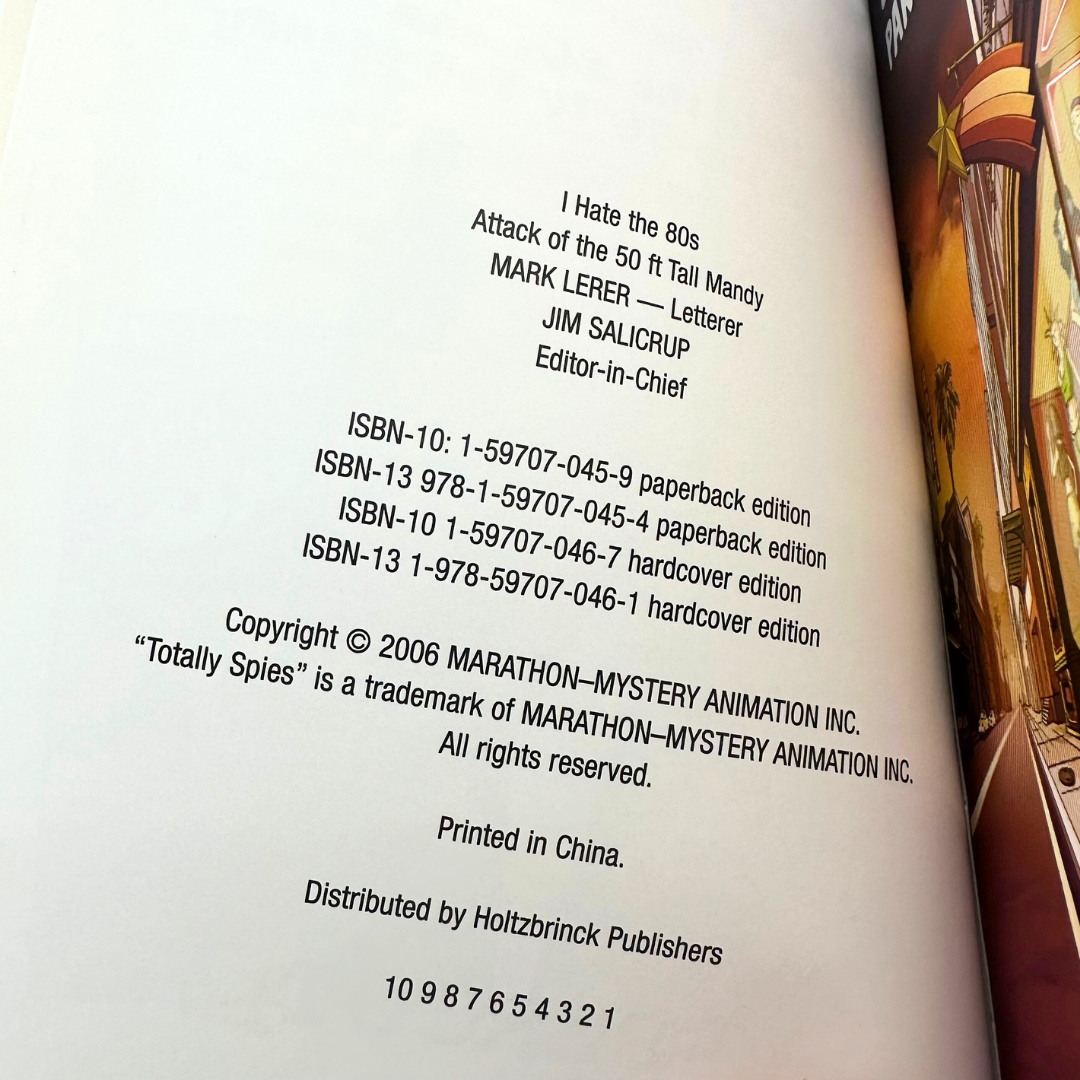 I Hate the 80s
Attack of the 50 ft Tall Mandy
MARK LERER — Letterer
JIM SALICRUP
Editor-in-Chief
ISBN-10: 1-59707-045-9 paperback edition
ISBN-13 978-1-59707-045-4 paperback edition
ISBN-10 1-59707-046-7 hardcover edition
ISBN-13 1-978-59707-046-1 hardcover edition
Copyright © 2006 MARATHON–MYSTERY ANIMATION INC.
“Totally Spies” is a trademark of MARATHON–MYSTERY ANIMATION INC.
All rights reserved.
Printed in China.
Distributed by Holtzbrinck Publishers
10 9 8 7 6 5 4 3 2 1